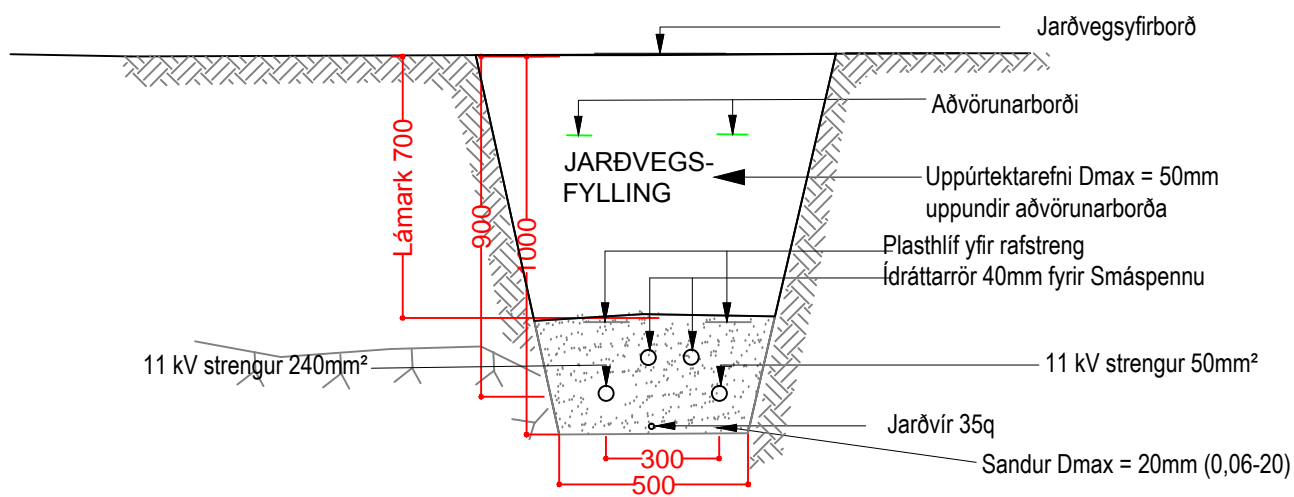 Jarðvegsyfirborð
Aðvörunarborði
JARÐVEGS-
FYLLING
Uppúrtektarefni Dmax = 50mm
uppundir aðvörunarborða
Lámark 700
900
1000
Plasthlíf yfir rafstreng
Ídráttarrör 40mm fyrir Smáspennu
11 kV strengur 240mm²
11 kV strengur 50mm²
Jarðvír 35q
300
Sandur Dmax = 20mm (0,06-20)
500